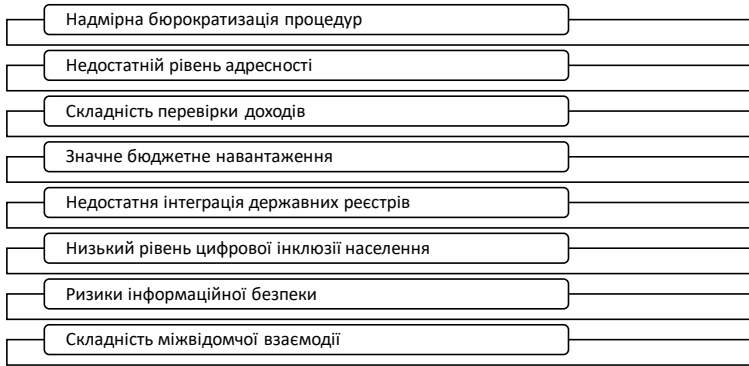 Надмірна бюрократизація процедур
Недостатній рівень адресності
Складність перевірки доходів
Значне бюджетне навантаження
Недостатня інтеграція державних реєстрів
Низький рівень цифрової інклюзії населення
Ризики інформаційної безпеки
Складність міжвідомчої взаємодії